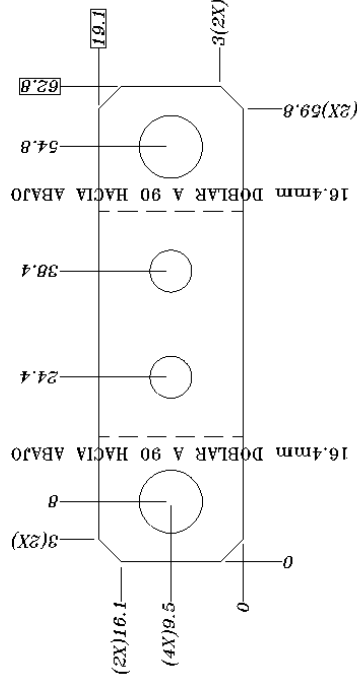 19.1
3(2X)
62.8
(2X)59.8
54.8
16.4mm DOBLAR A 90 HACIA ABAJO
38.4
24.4
16.4mm DOBLAR A 90 HACIA ABAJO
8
3(2X)
0
(2X)16.1
(4X)9.5
0